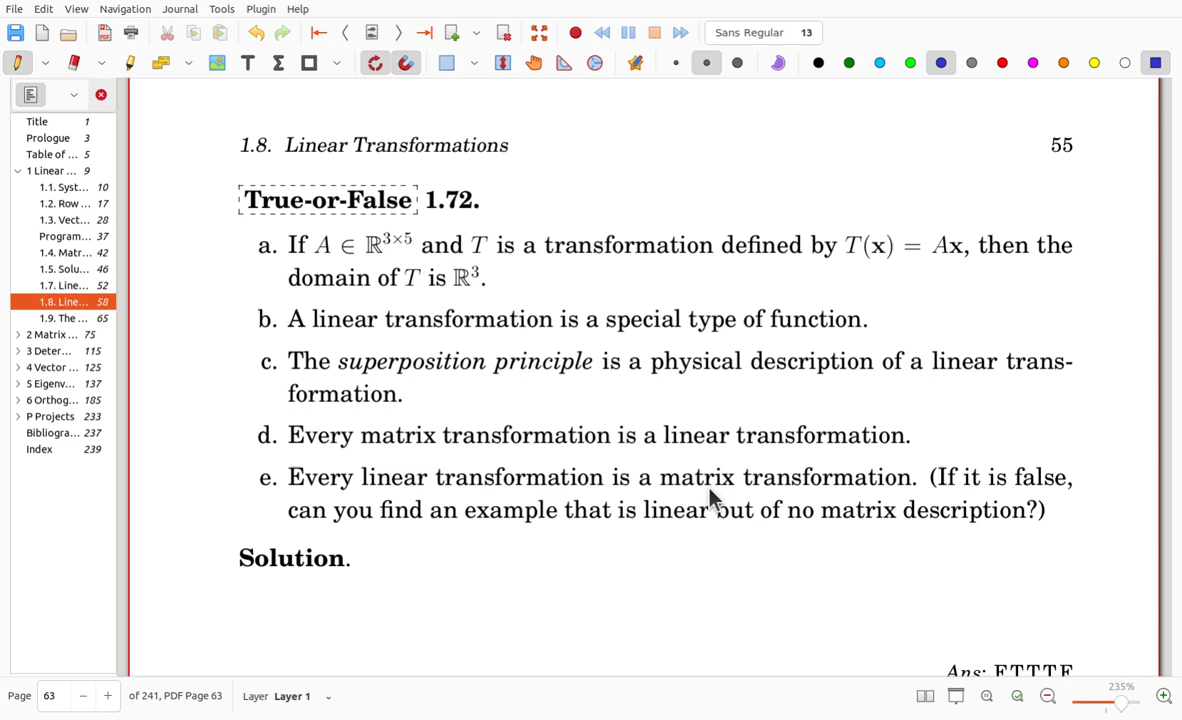 File Edit View Navigation Journal Tools Plugin Help
Sans Regular 13
Title 1
Prologue 3
Table of ... 5
1 Linear ... 9
1.1. Syst... 10
1.2. Row ... 17
1.3. Vect... 28
Program... 37
1.4. Matr... 42
1.5. Solu... 46
1.7. Line... 52
1.8. Line... 58
1.9. The ... 65
2 Matrix ... 75
3 Deter... 115
4 Vector ... 125
5 Eigenv... 137
6 Orthog... 185
P Projects 233
Bibliogra... 237
Index 239
1.8. Linear Transformations 55
True-or-False 1.72.
a. If A ∈ ℝ^{3×5} and T is a transformation defined by T(x) = Ax, then the
domain of T is ℝ³.
b. A linear transformation is a special type of function.
c. The superposition principle is a physical description of a linear trans-
formation.
d. Every matrix transformation is a linear transformation.
e. Every linear transformation is a matrix transformation. (If it is false,
can you find an example that is linear but of no matrix description?)
Solution.
Ans: F,T,T,T,F
Page 63 − + of 241, PDF Page 63 Layer Layer 1 235%